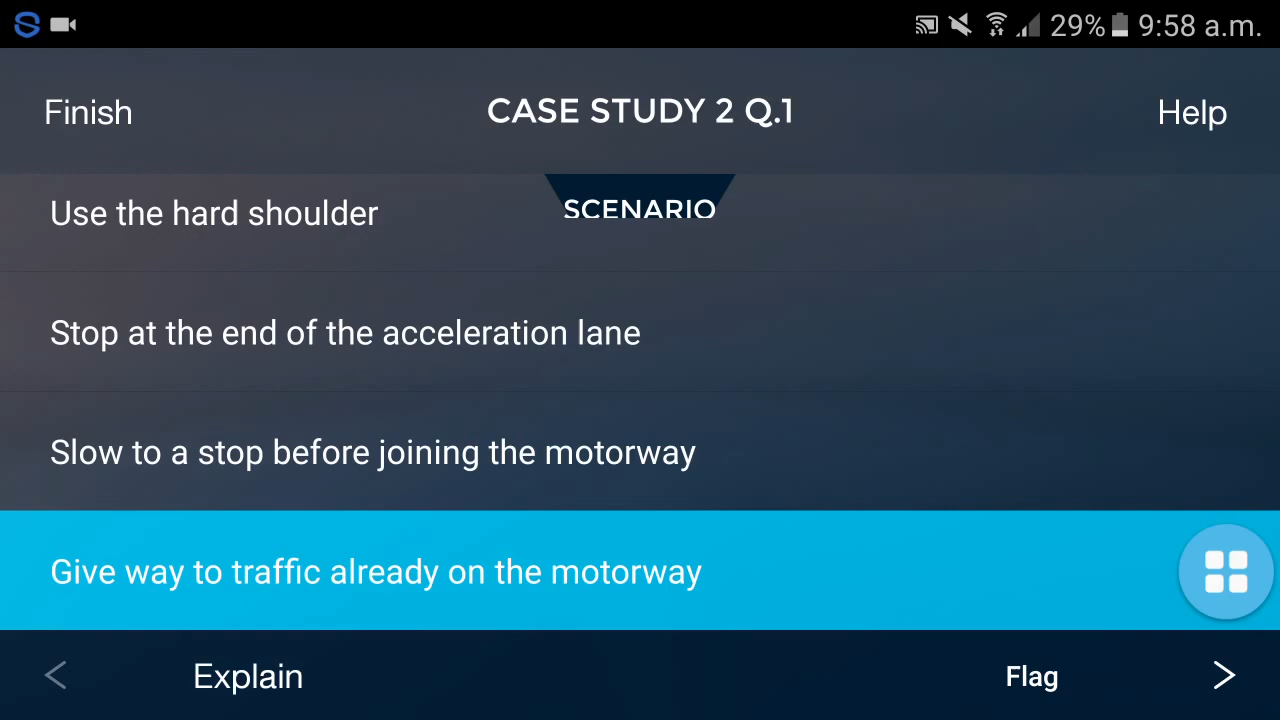 29% 9:58 a.m.
Finish CASE STUDY 2 Q.1 Help
SCENARIO
Use the hard shoulder
Stop at the end of the acceleration lane
Slow to a stop before joining the motorway
Give way to traffic already on the motorway
< Explain Flag >